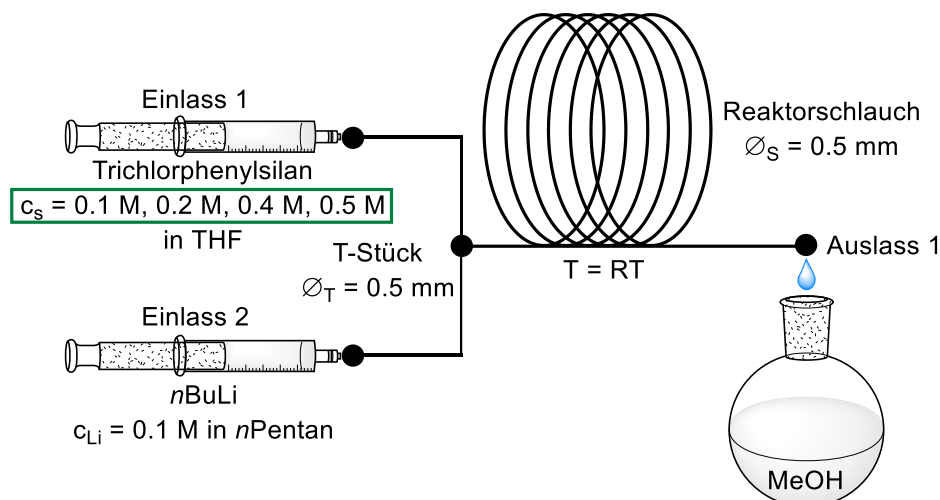 Einlass 1
Trichlorphenylsilan
cs = 0.1 M, 0.2 M, 0.4 M, 0.5 M
in THF
T-Stück
∅T = 0.5 mm
Einlass 2
nBuLi
cLi = 0.1 M in nPentan
T = RT
Reaktorschlauch
∅S = 0.5 mm
Auslass 1
MeOH